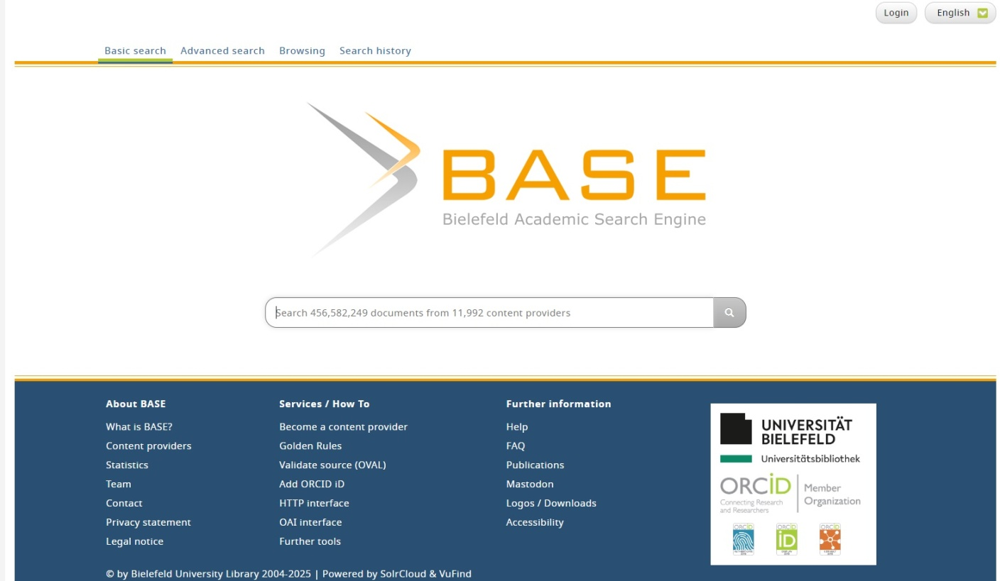 Login
English
Basic search
Advanced search
Browsing
Search history
BASE
Bielefeld Academic Search Engine
Search 456,582,249 documents from 11,992 content providers
About BASE
What is BASE?
Content providers
Statistics
Team
Contact
Privacy statement
Legal notice
Services / How To
Become a content provider
Golden Rules
Validate source (OVAL)
Add ORCID iD
HTTP interface
OAI interface
Further tools
Further information
Help
FAQ
Publications
Mastodon
Logos / Downloads
Accessibility
UNIVERSITÄT
BIELEFELD
Universitätsbibliothek
ORCiD
Connecting Research
and Researchers
Member
Organization
ORCiD
ORCiD
iD
ORCiD
© by Bielefeld University Library 2004-2025 | Powered by SolrCloud & VuFind